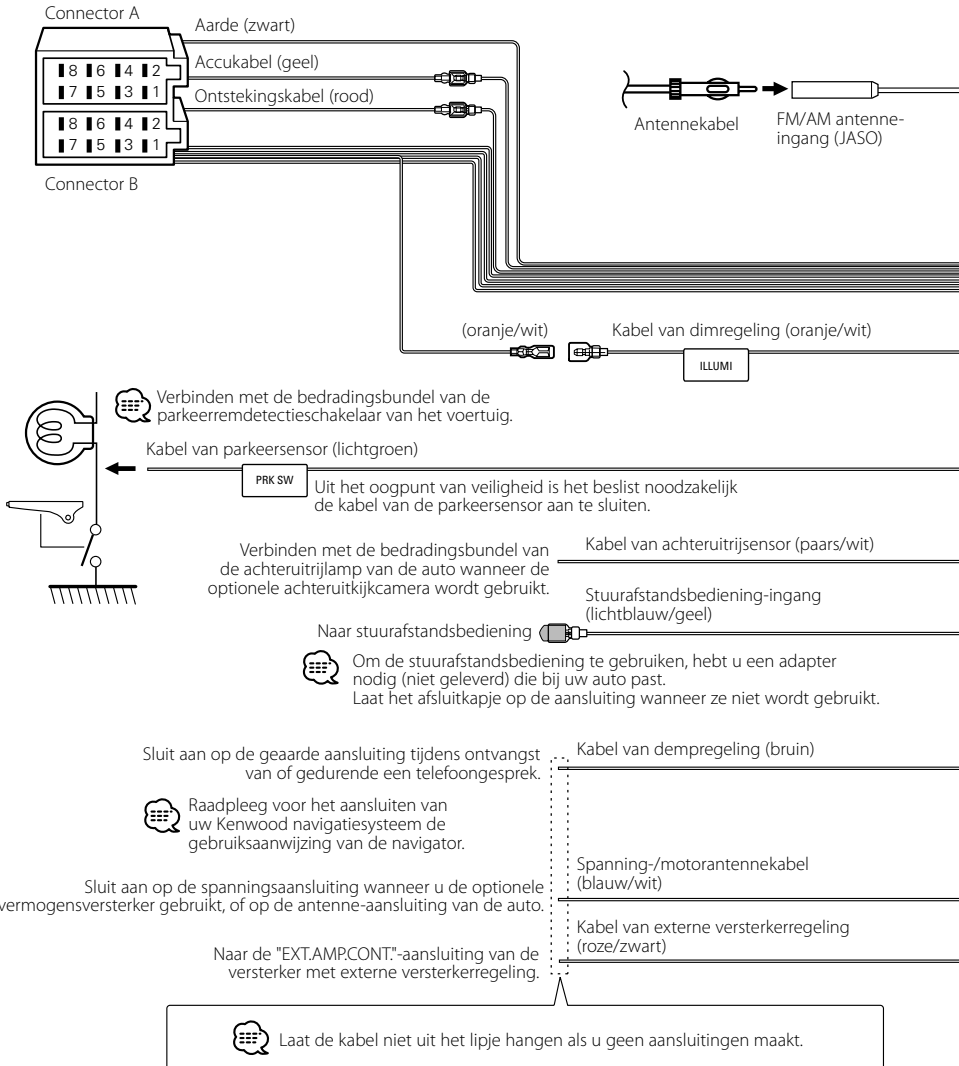 Connector A
Aarde (zwart)
Accukabel (geel)
Ontstekingskabel (rood)
8 6 4 2
7 5 3 1
8 6 4 2
7 5 3 1
Connector B
Antennekabel
FM/AM antenne-
ingang (JASO)
(oranje/wit)
Kabel van dimregeling (oranje/wit)
ILLUMI
Verbinden met de bedradingsbundel van de
parkeerremdetectieschakelaar van het voertuig.
Kabel van parkeersensor (lichtgroen)
PRK SW
Uit het oogpunt van veiligheid is het beslist noodzakelijk
de kabel van de parkeersensor aan te sluiten.
Verbinden met de bedradingsbundel van
de achteruitrijlamp van de auto wanneer de
optionele achteruitkijkcamera wordt gebruikt.
Kabel van achteruitrijsensor (paars/wit)
Stuurafstandsbediening-ingang
(lichtblauw/geel)
Naar stuurafstandsbediening
Om de stuurafstandsbediening te gebruiken, hebt u een adapter
nodig (niet geleverd) die bij uw auto past.
Laat het afsluitkapje op de aansluiting wanneer ze niet wordt gebruikt.
Sluit aan op de geaarde aansluiting tijdens ontvangst
van of gedurende een telefoongesprek.
Kabel van dempregeling (bruin)
Raadpleeg voor het aansluiten van
uw Kenwood navigatiesysteem de
gebruiksaanwijzing van de navigator.
Sluit aan op de spanningsaansluiting wanneer u de optionele
vermogensversterker gebruikt, of op de antenne-aansluiting van de auto.
Spanning-/motorantennekabel
(blauw/wit)
Kabel van externe versterkerregeling
(roze/zwart)
Naar de "EXT.AMP.CONT."-aansluiting van de
versterker met externe versterkerregeling.
Laat de kabel niet uit het lipje hangen als u geen aansluitingen maakt.